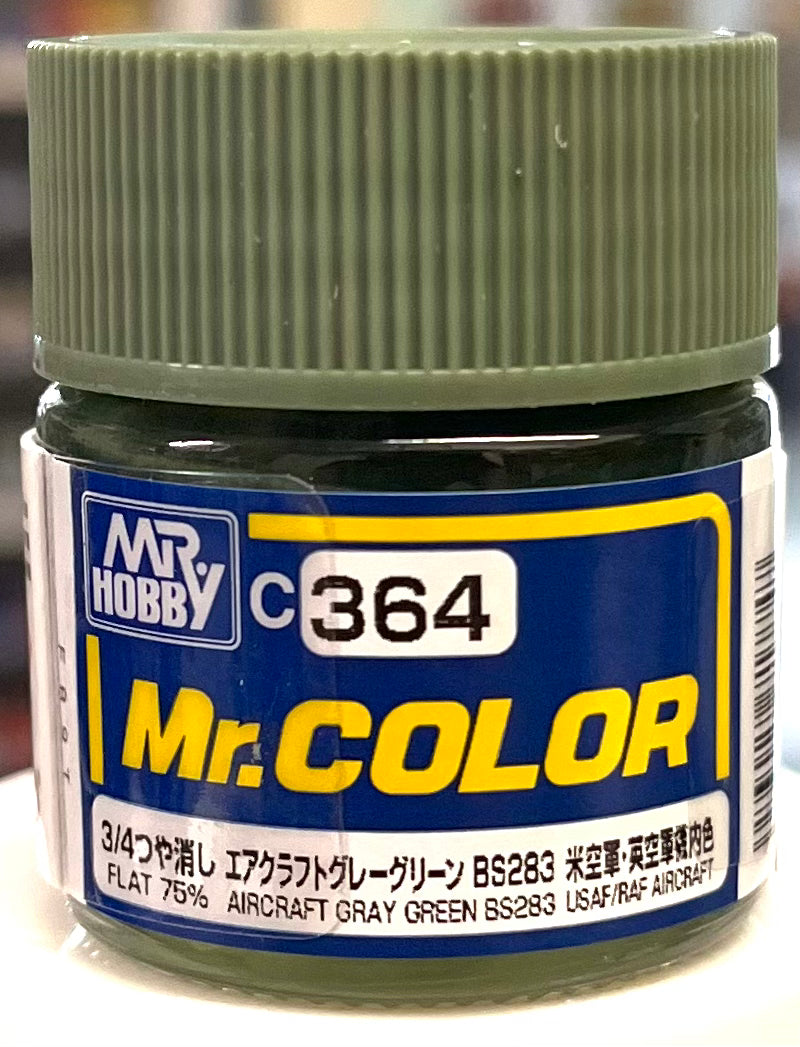 MR.
HOBBY
C 364
Mr.COLOR
3/4つや消し エアクラフトグレーグリーン BS283 米空軍・英空軍機内色
FLAT 75% AIRCRAFT GRAY GREEN BS283 USAF/RAF AIRCRAFT